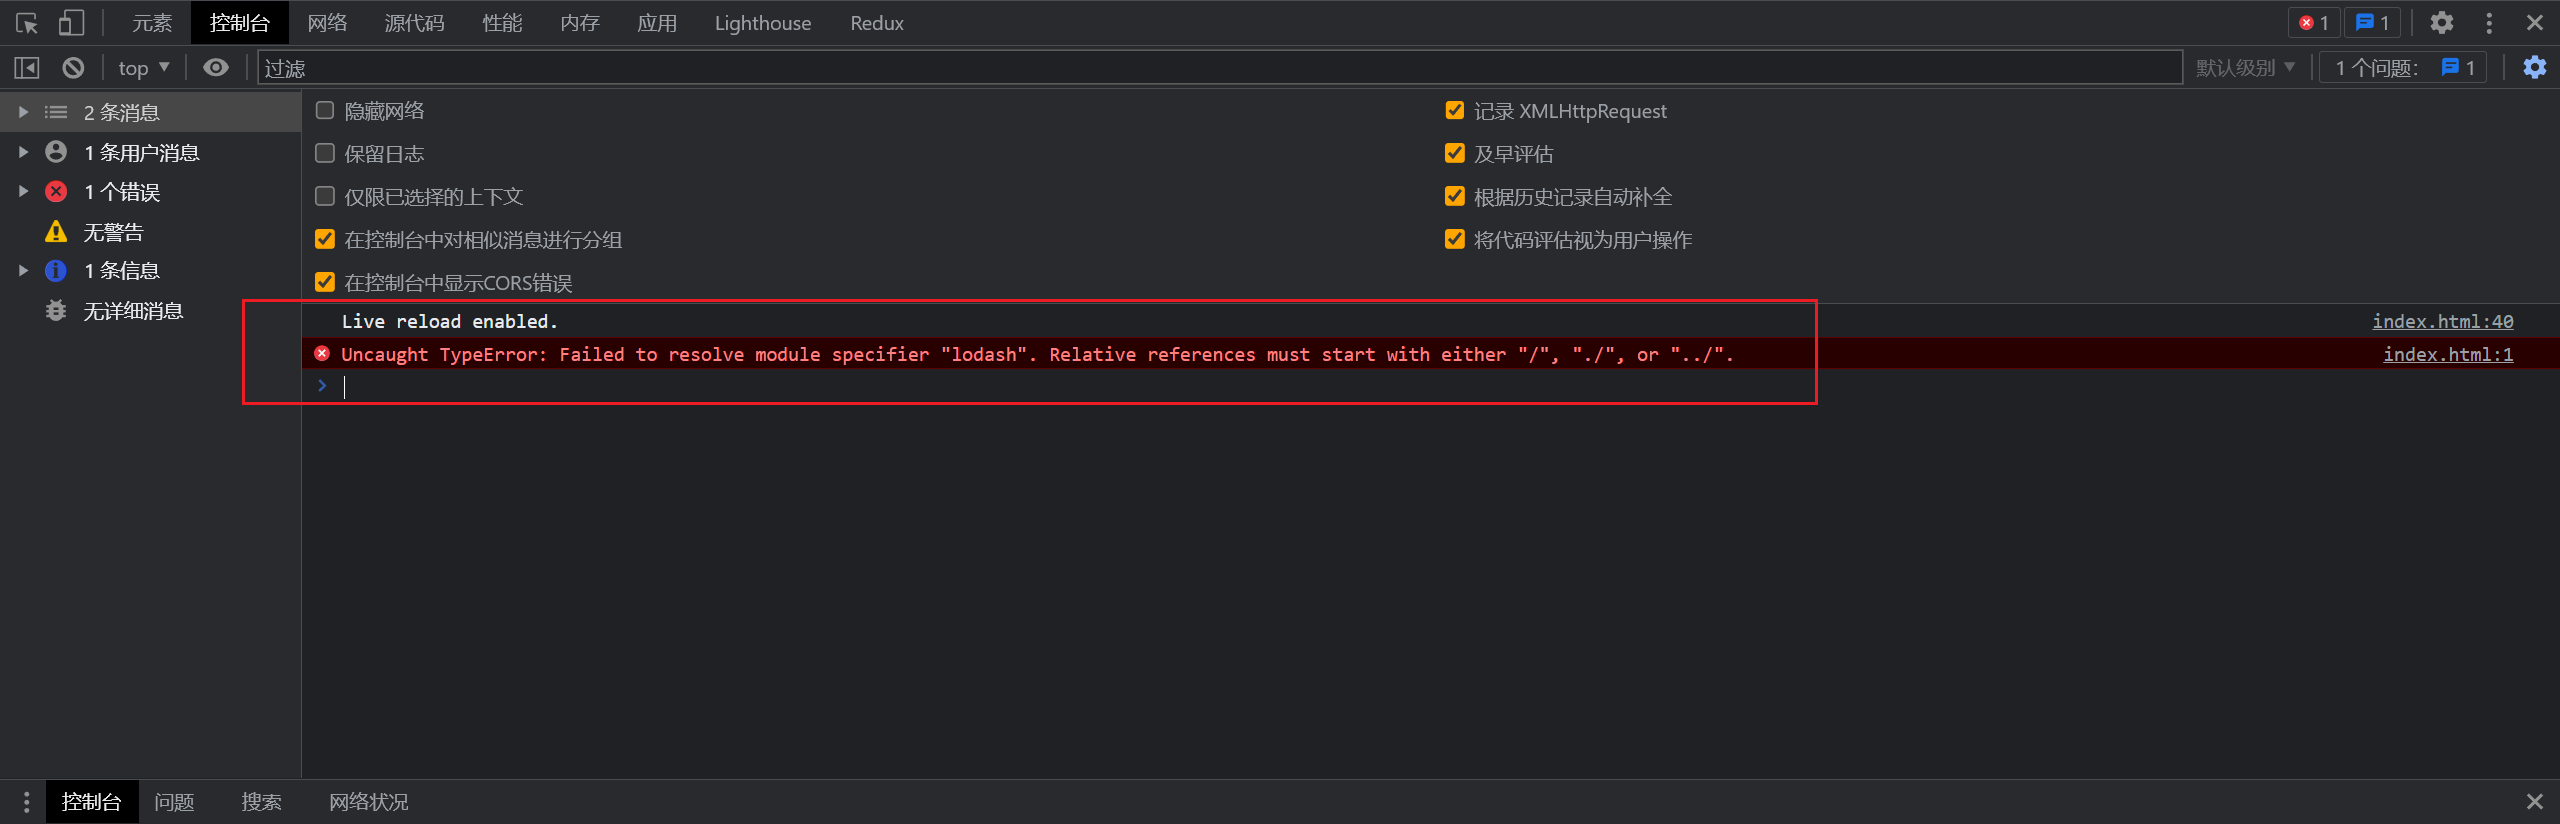 元素 控制台 网络 源代码 性能 内存 应用 Lighthouse Redux 1 1
top 过滤 默认级别 1 个问题: 1
2 条消息
1 条用户消息
1 个错误
无警告
1 条信息
无详细消息
隐藏网络
保留日志
仅限已选择的上下文
在控制台中对相似消息进行分组
在控制台中显示CORS错误
记录 XMLHttpRequest
及早评估
根据历史记录自动补全
将代码评估视为用户操作
Live reload enabled. index.html:40
Uncaught TypeError: Failed to resolve module specifier "lodash". Relative references must start with either "/", "./", or "../". index.html:1
控制台 问题 搜索 网络状况